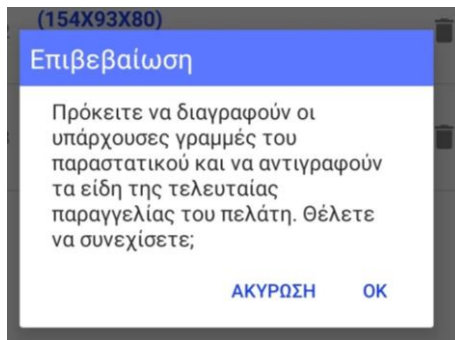 (154X93X80)
Επιβεβαίωση
Πρόκειτε να διαγραφούν οι
υπάρχουσες γραμμές του
παραστατικού και να αντιγραφούν
τα είδη της τελευταίας
παραγγελίας του πελάτη. Θέλετε
να συνεχίσετε;
ΑΚΥΡΩΣΗ OK